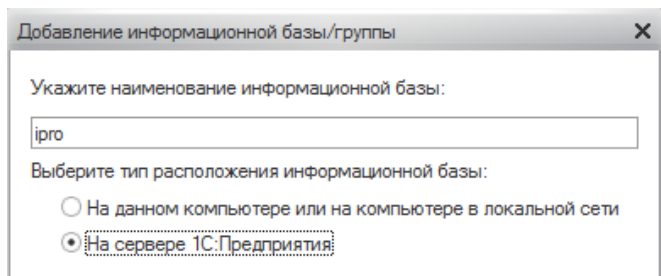 Добавление информационной базы/группы
Укажите наименование информационной базы:
ipro
Выберите тип расположения информационной базы:
На данном компьютере или на компьютере в локальной сети
На сервере 1С:Предприятия